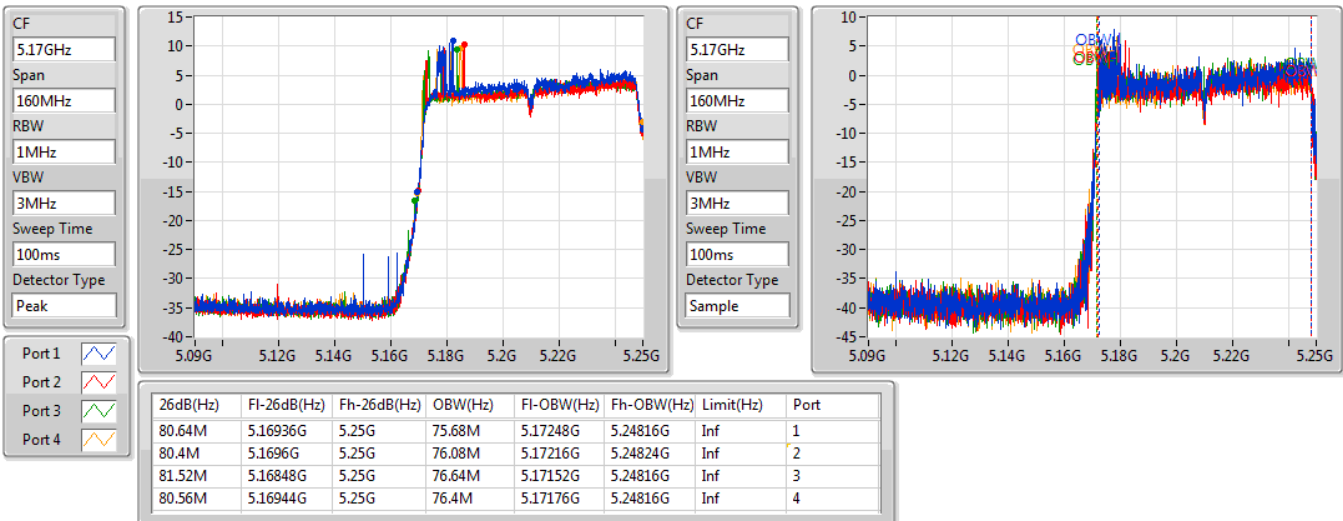 CF
5.17GHz
Span
160MHz
RBW
1MHz
VBW
3MHz
Sweep Time
100ms
Detector Type
Peak
15
10
5
0
-5
-10
-15
-20
-25
-30
-35
-40
5.09G 5.12G 5.14G 5.16G 5.18G 5.2G 5.22G 5.25G
CF
5.17GHz
Span
160MHz
RBW
1MHz
VBW
3MHz
Sweep Time
100ms
Detector Type
Sample
10
5
0
-5
-10
-15
-20
-25
-30
-35
-40
-45
OBW
OBW
5.09G 5.12G 5.14G 5.16G 5.18G 5.2G 5.22G 5.25G
Port 1
Port 2
Port 3
Port 4
26dB(Hz) Fl-26dB(Hz) Fh-26dB(Hz) OBW(Hz) Fl-OBW(Hz) Fh-OBW(Hz) Limit(Hz) Port
80.64M 5.16936G 5.25G 75.68M 5.17248G 5.24816G Inf 1
80.4M 5.1696G 5.25G 76.08M 5.17216G 5.24824G Inf 2
81.52M 5.16848G 5.25G 76.64M 5.17152G 5.24816G Inf 3
80.56M 5.16944G 5.25G 76.4M 5.17176G 5.24816G Inf 4